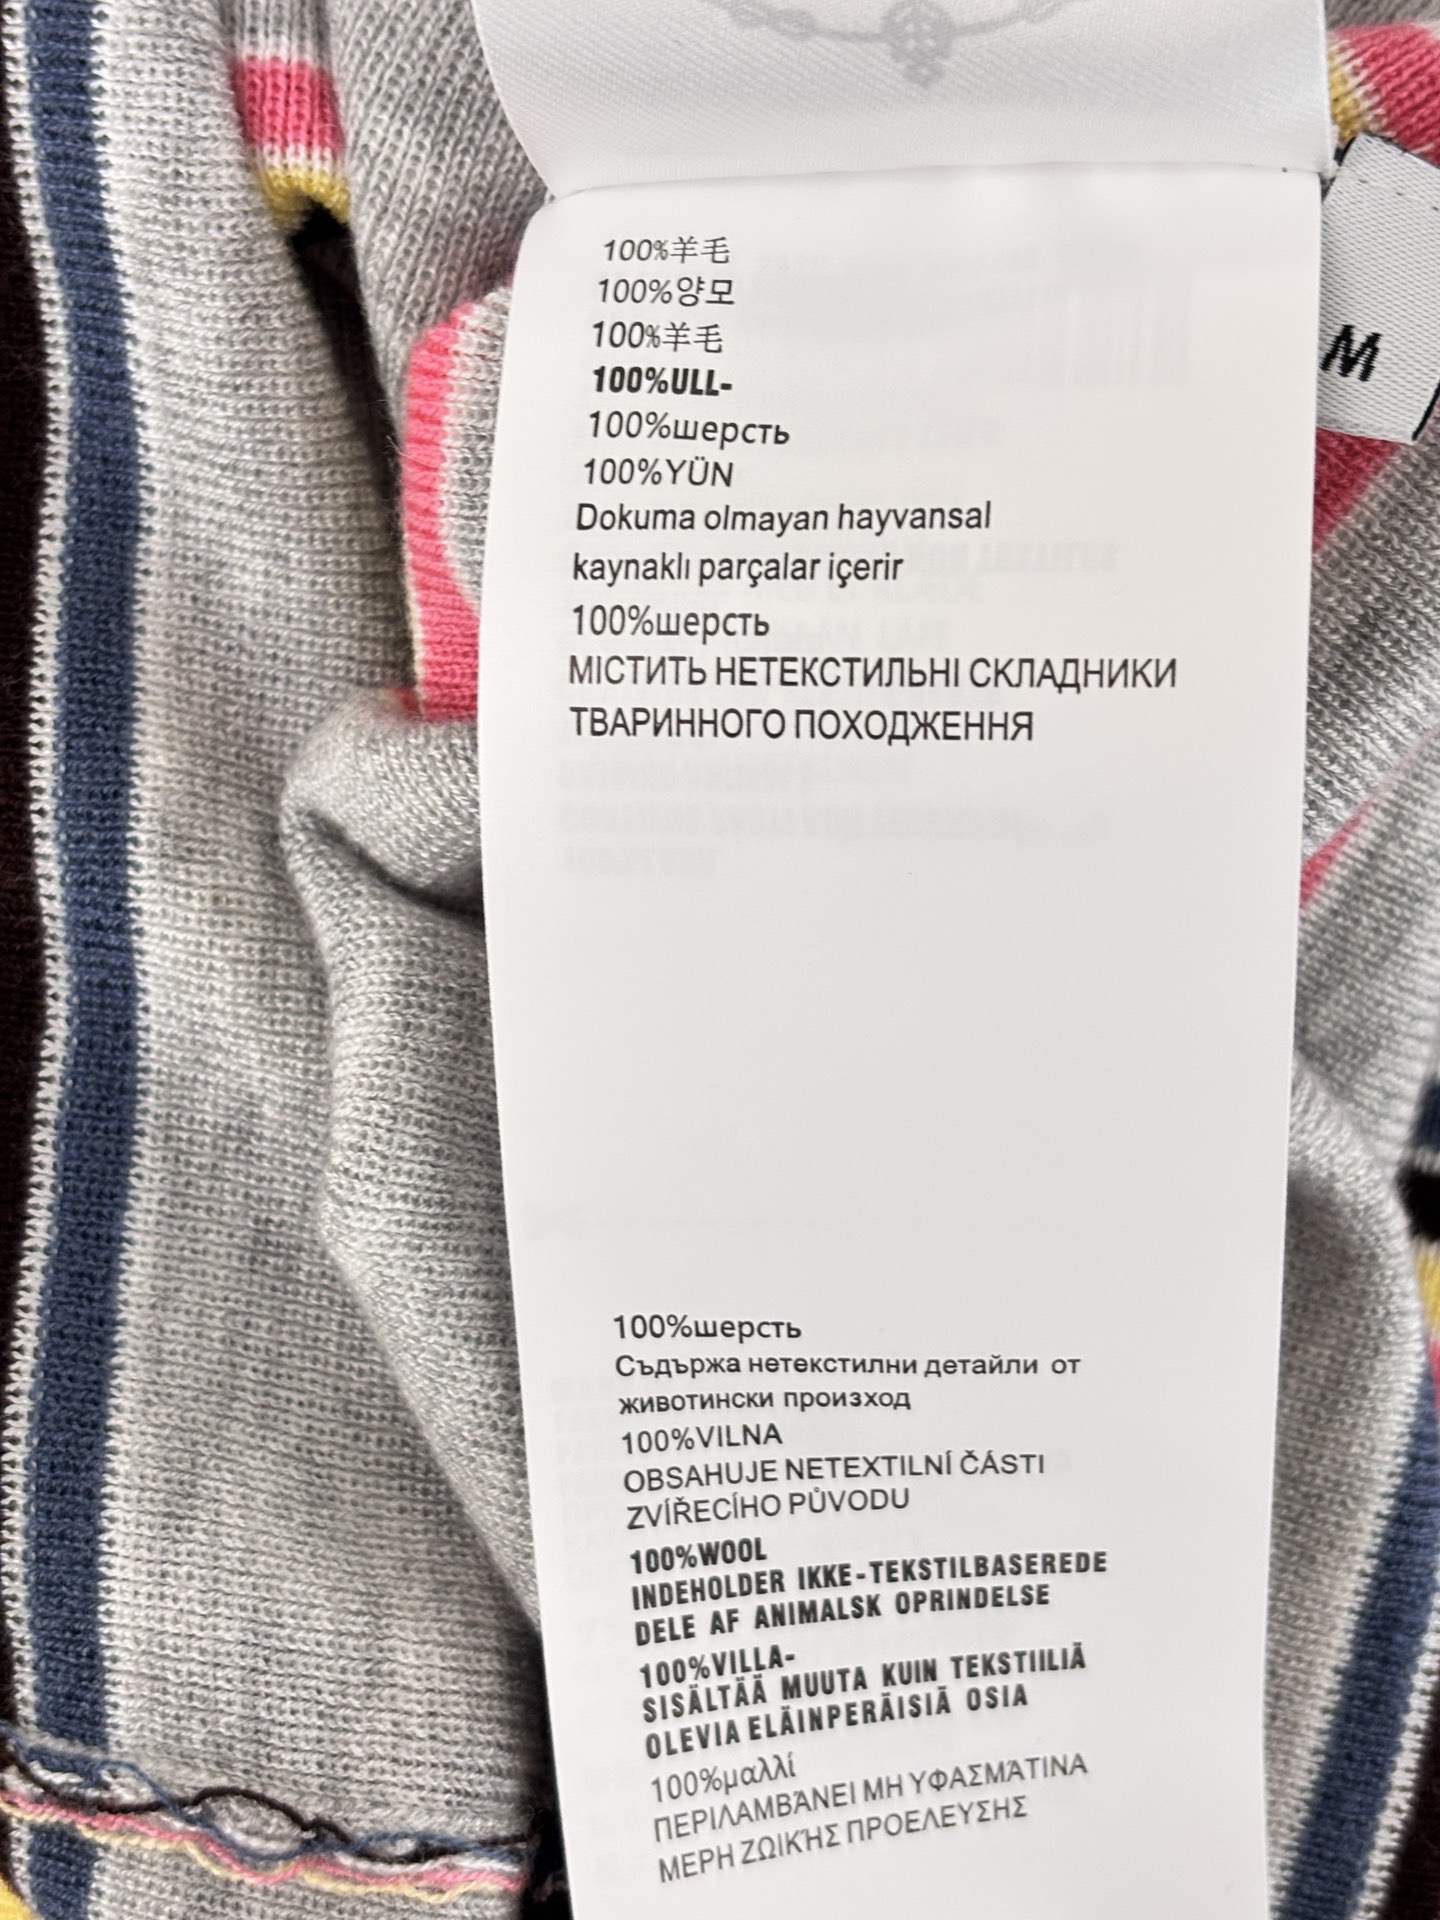 100%羊毛
100%양모
100%羊毛
100%ULL-
100%шерсть
100%YÜN
Dokuma olmayan hayvansal
kaynaklı parçalar içerir
100%шерсть
МІСТИТЬ НЕТЕКСТИЛЬНІ СКЛАДНИКИ
ТВАРИННОГО ПОХОДЖЕННЯ
M
100%шерсть
Съдържа нетекстилни детайли от
животински произход
100%VILNA
OBSAHUJE NETEXTILNÍ ČÁSTI
ZVÍŘECÍHO PŮVODU
100%WOOL
INDEHOLDER IKKE-TEKSTILBASEREDE
DELE AF ANIMALSK OPRINDELSE
100%VILLA-
SISÄLTÄÄ MUUTA KUIN TEKSTIILIÄ
OLEVIA ELÄINPERÄISIÄ OSIA
100%μαλλί
ΠΕΡΙΛΑΜΒΆΝΕΙ ΜΗ ΥΦΑΣΜΆΤΙΝΑ
ΜΕΡΗ ΖΩΙΚΉΣ ΠΡΟΕΛΕΥΣΗΣ